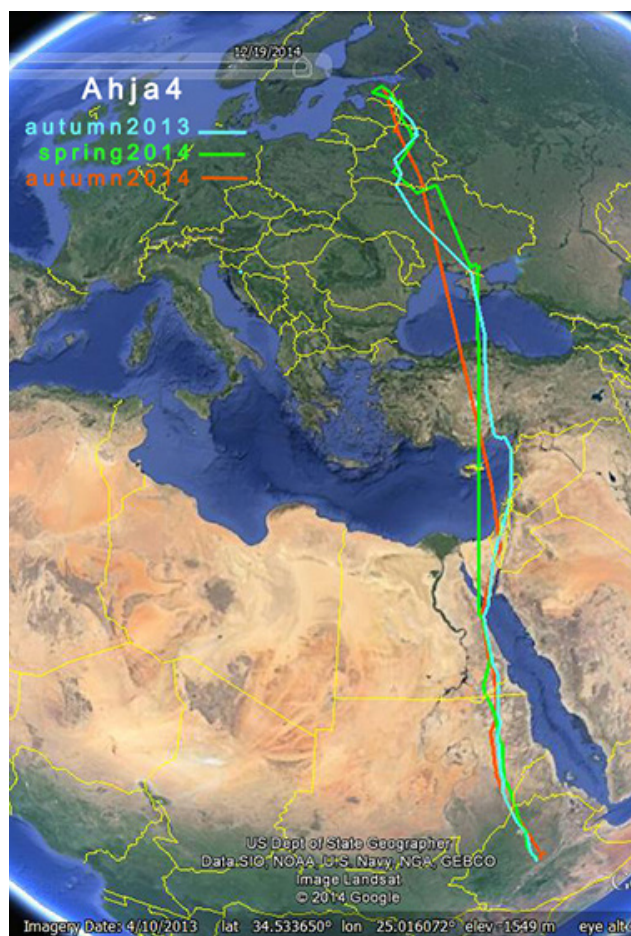 12/19/2014
Ahja4
autumn2013
spring2014
autumn2014
US Dept of State Geographer
Data SIO, NOAA, U.S. Navy, NGA, GEBCO
Image Landsat
© 2014 Google
Imagery Date: 4/10/2013 lat 34.533650° lon 25.016072° elev -1549 m eye alt